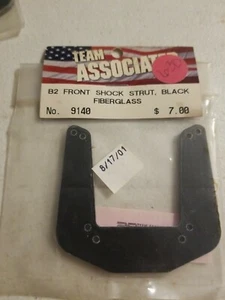 TEAM
ASSOCIATED
B2 FRONT SHOCK STRUT, BLACK
FIBERGLASS
No. 9140 $ 7.00
8/17/01